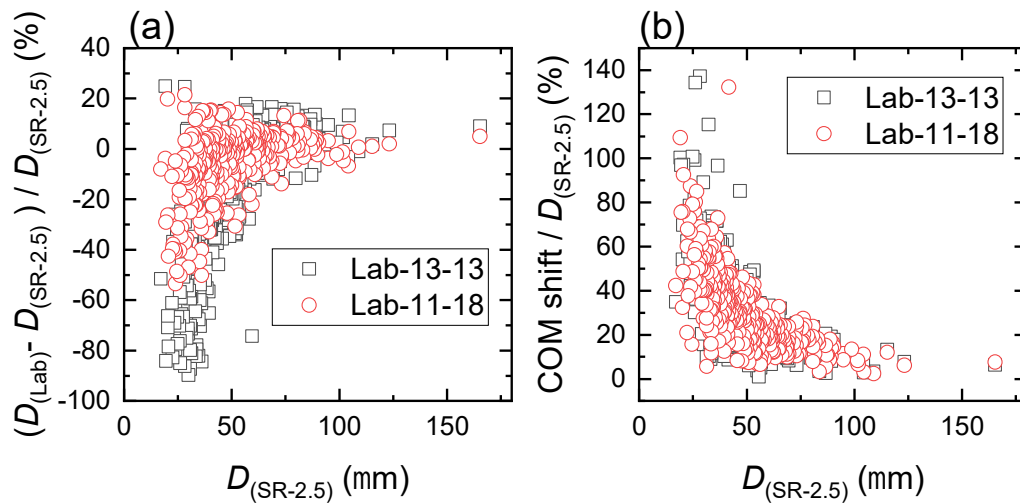 (a)
40
20
0
-20
-40
-60
-80
-100
(D(Lab)- D(SR-2.5) ) / D(SR-2.5) (%)
Lab-13-13
Lab-11-18
0 50 100 150
D(SR-2.5) (mm)
(b)
140
120
100
80
60
40
20
0
COM shift / D(SR-2.5) (%)
Lab-13-13
Lab-11-18
0 50 100 150
D(SR-2.5) (mm)